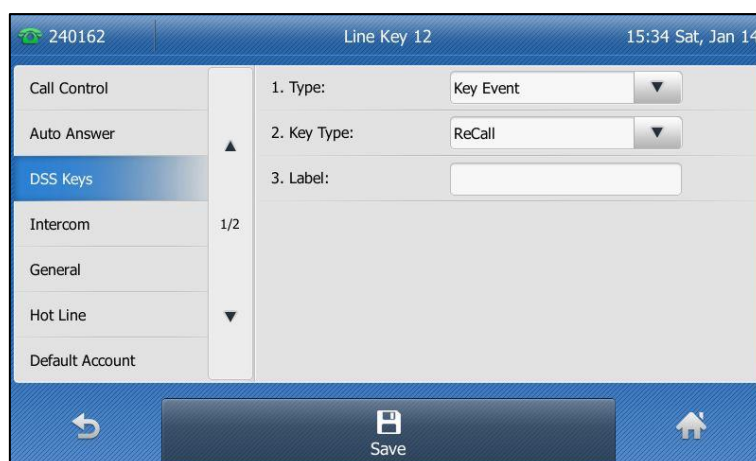 240162 Line Key 12 15:34 Sat, Jan 14
Call Control
1. Type: Key Event
Auto Answer
2. Key Type: ReCall
DSS Keys
3. Label:
Intercom
1/2
General
Hot Line
Default Account
Save